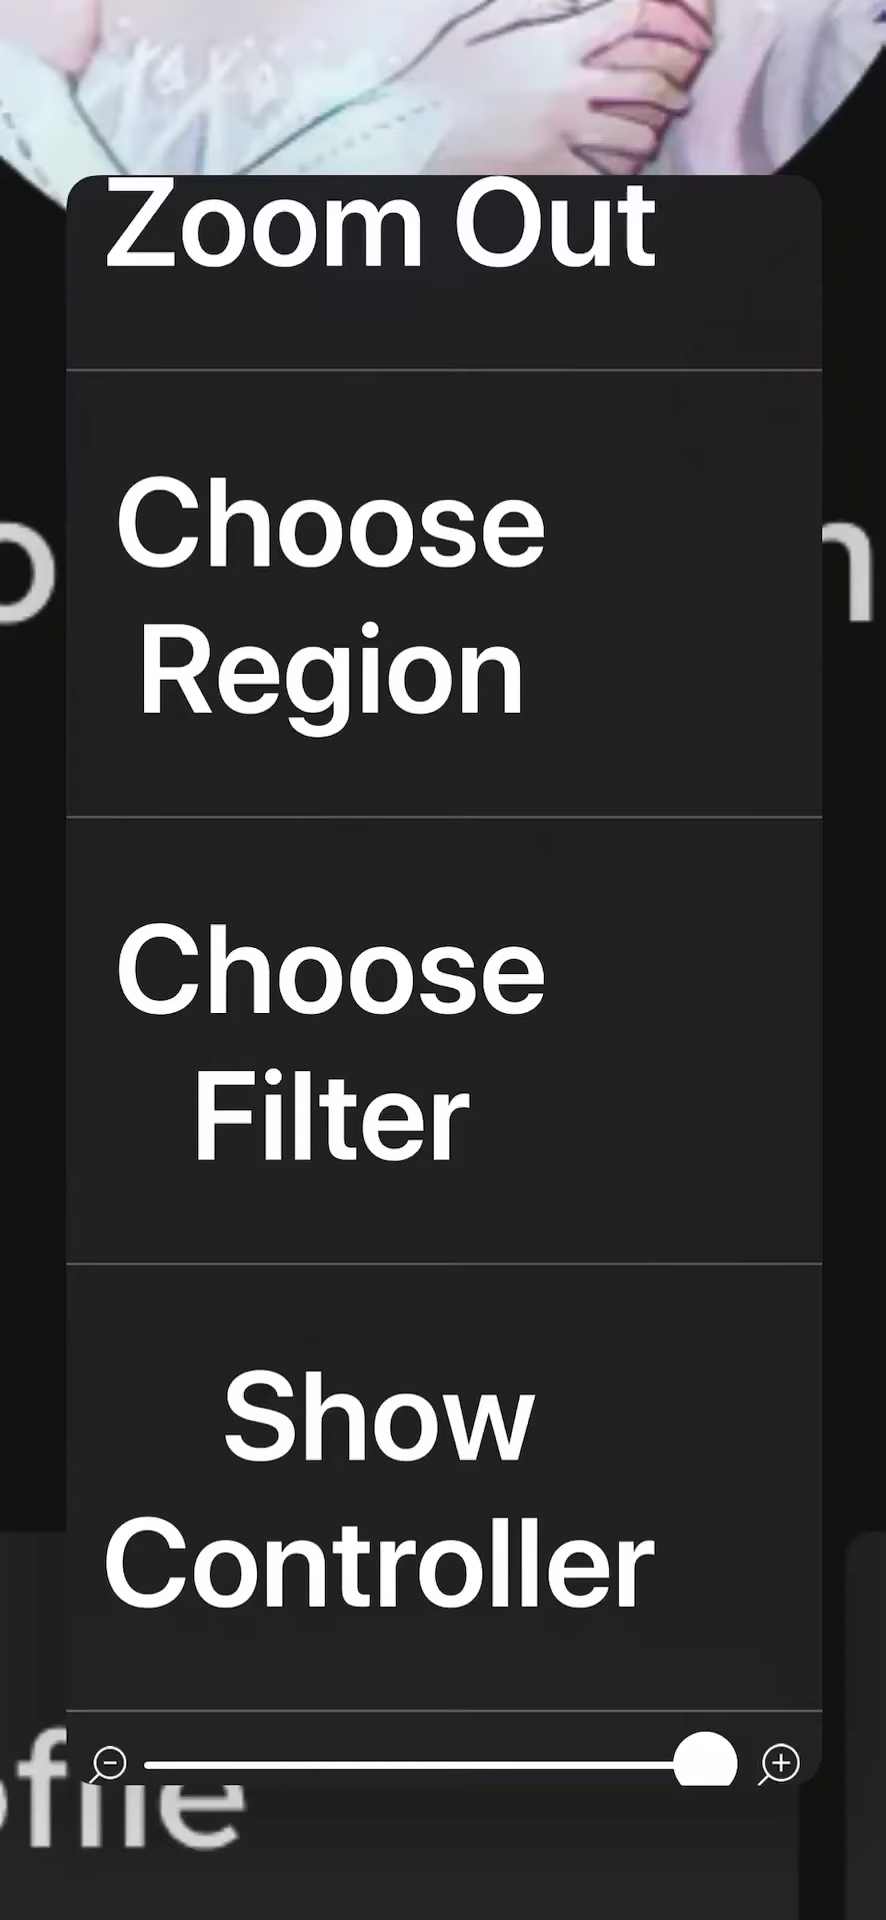 Zoom Out
Choose
Region
Choose
Filter
Show
Controller